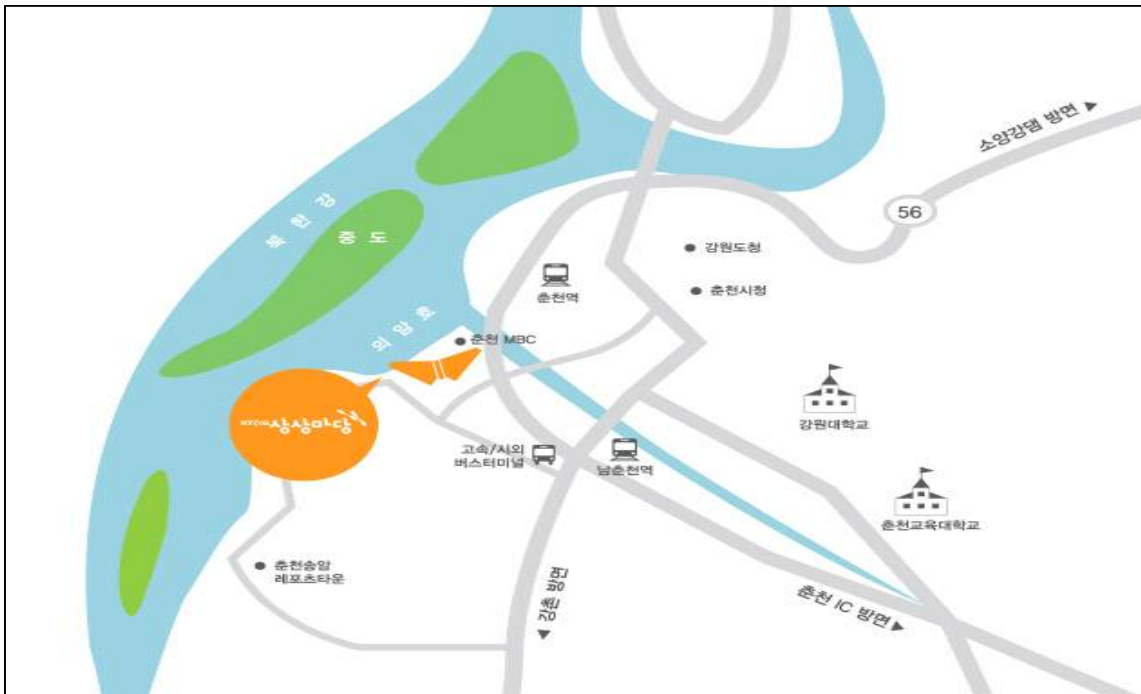 소양강댐 방면 ▶
56
북한강
중도
강원도청
춘천역
춘천시청
의암호
춘천 MBC
KT&G 상상마당
강원대학교
고속/시외
버스터미널
남춘천역
춘천교육대학교
춘천송암
레포츠타운
◀ 강촌 방면
춘천 IC 방면 ▶